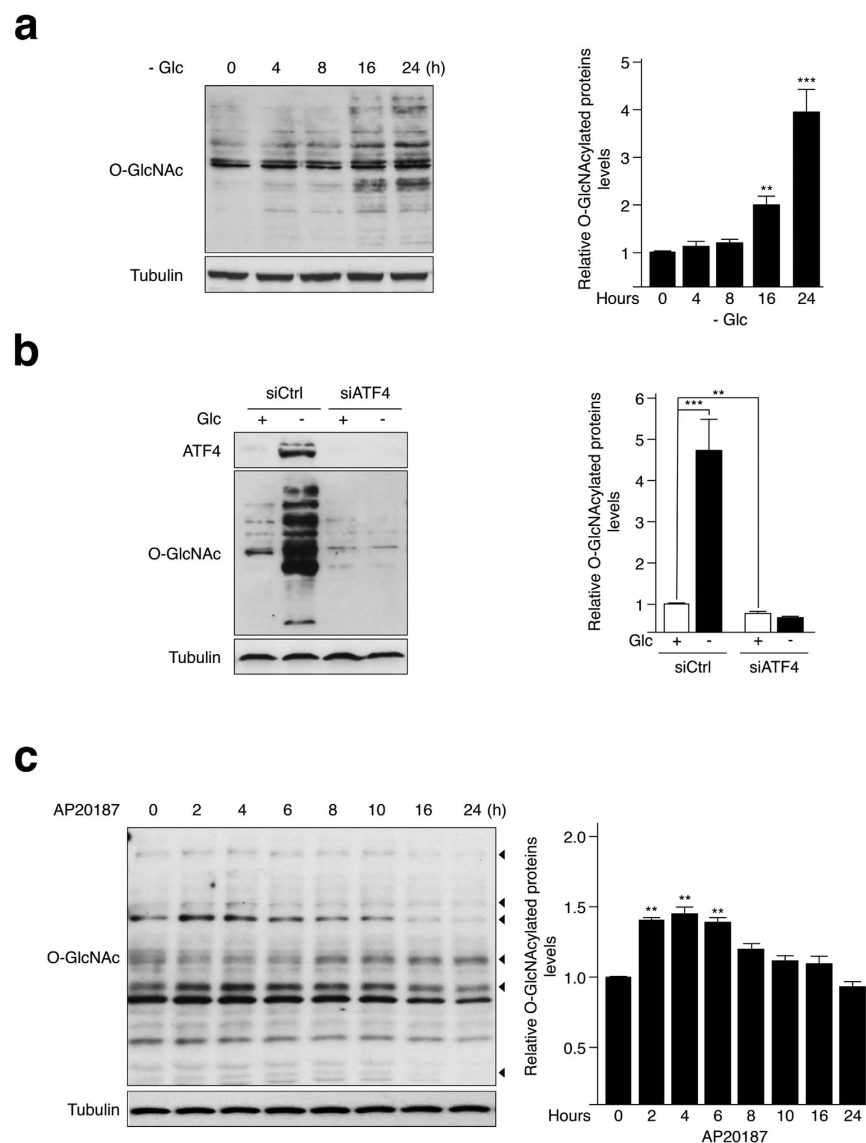 a
- Glc 0 4 8 16 24 (h)
O-GlcNAc
Tubulin
Relative O-GlcNAcylated proteins
levels
5
4
3
2
1
**
***
Hours 0 4 8 16 24
- Glc
b
siCtrl siATF4
Glc + - + -
ATF4
O-GlcNAc
Tubulin
Relative O-GlcNAcylated proteins
levels
6
5
4
3
2
1
**
***
Glc + - + -
siCtrl siATF4
c
AP20187 0 2 4 6 8 10 16 24 (h)
O-GlcNAc
Tubulin
Relative O-GlcNAcylated proteins
levels
2.0
1.5
1.0
0.5
** ** **
Hours 0 2 4 6 8 10 16 24
AP20187